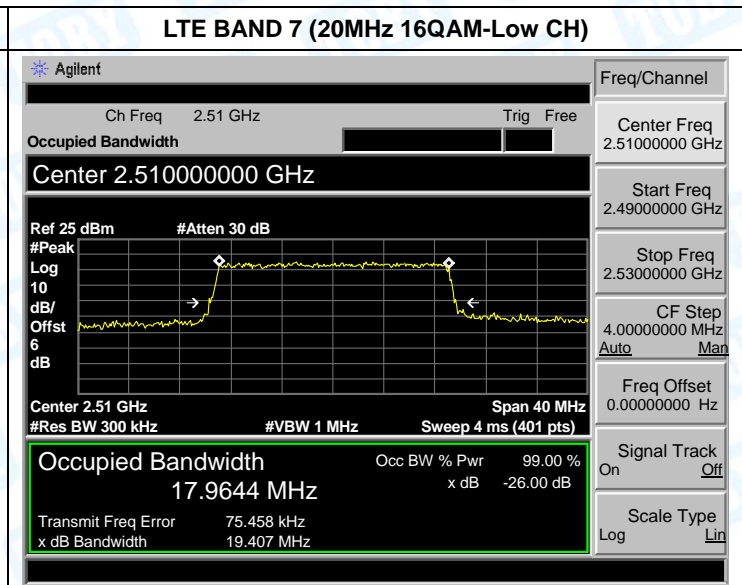 LTE BAND 7 (20MHz 16QAM-Low CH)
Agilent
Ch Freq 2.51 GHz Trig Free
Occupied Bandwidth
Center 2.510000000 GHz
Ref 25 dBm #Atten 30 dB
#Peak
Log
10
dB/
Offst
6
dB
Center 2.51 GHz Span 40 MHz
#Res BW 300 kHz #VBW 1 MHz Sweep 4 ms (401 pts)
Occupied Bandwidth Occ BW % Pwr 99.00 %
17.9644 MHz x dB -26.00 dB
Transmit Freq Error 75.458 kHz
x dB Bandwidth 19.407 MHz
Freq/Channel
Center Freq
2.51000000 GHz
Start Freq
2.49000000 GHz
Stop Freq
2.53000000 GHz
CF Step
4.00000000 MHz
Auto Man
Freq Offset
0.00000000 Hz
Signal Track
On Off
Scale Type
Log Lin